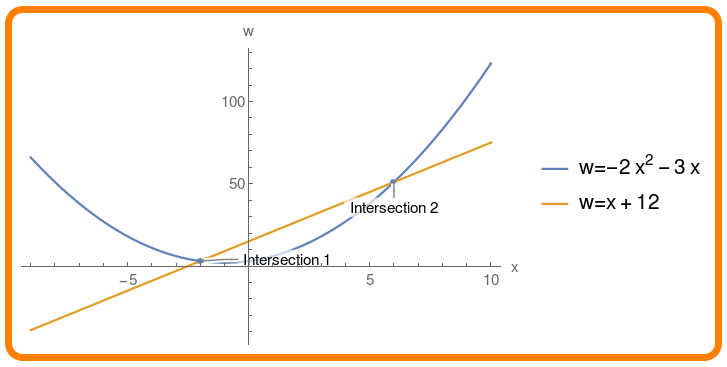 w
100
50
Intersection 2
Intersection 1
x
−5
5
10
w=−2 x² − 3 x
w=x + 12